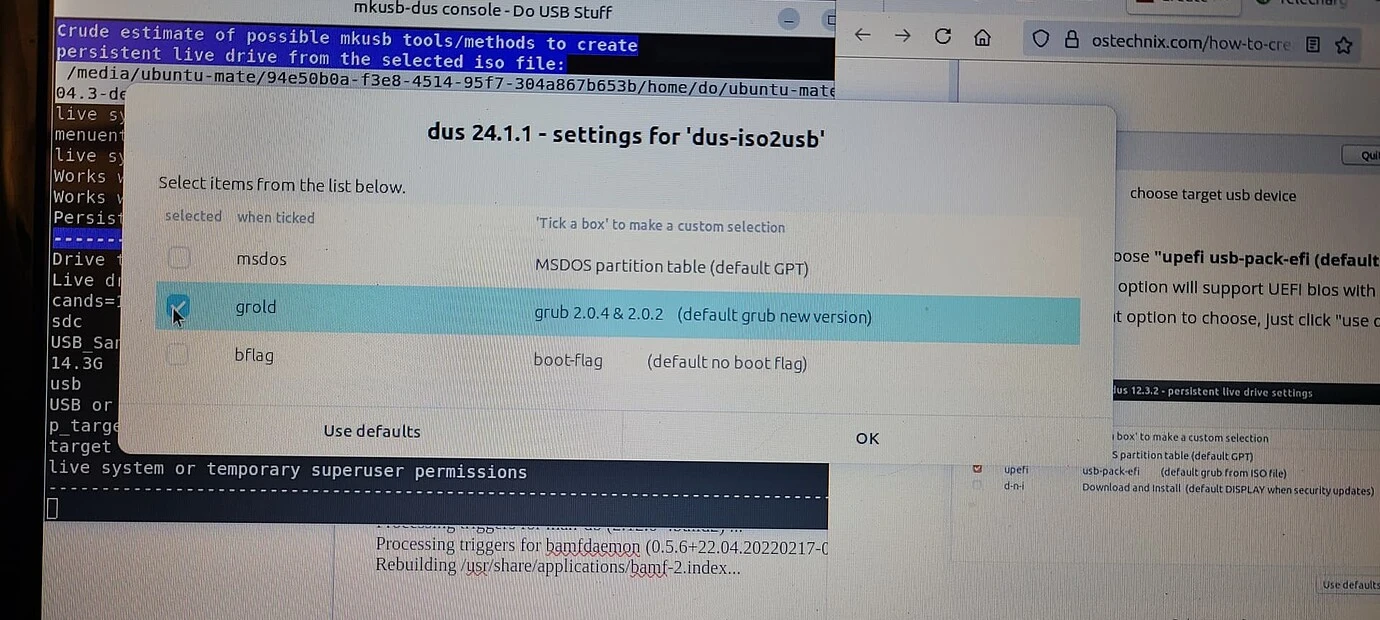 mkusb-dus console - Do USB Stuff
Crude estimate of possible mkusb tools/methods to create
persistent live drive from the selected iso file:
/media/ubuntu-mate/94e50b0a-f3e8-4514-95f7-304a867b653b/home/do/ubuntu-mate
04.3-de
live sy
menuent
live sy
Works
Works
Persist
--------
Drive
Live dr
cands=1
sdc
USB_San
14.3G
usb
USB or
p_targe
target
live system or temporary superuser permissions
dus 24.1.1 - settings for 'dus-iso2usb'
Select items from the list below.
selected when ticked 'Tick a box' to make a custom selection
msdos MSDOS partition table (default GPT)
grold grub 2.0.4 & 2.0.2 (default grub new version)
bflag boot-flag (default no boot flag)
Use defaults OK
Processing triggers for bamfdaemon (0.5.6+22.04.20220217-0
Rebuilding /usr/share/applications/bamf-2.index...
ostechnix.com/how-to-cre
Qui
choose target usb device
oose "upefi usb-pack-efi (default
option will support UEFI bios with
t option to choose, just click "use d
dus 12.3.2 - persistent live drive settings
box' to make a custom selection
S partition table (default GPT)
upefi usb-pack-efi (default grub from ISO file)
d-n-i Download and Install (default DISPLAY when security updates)
Use defaults